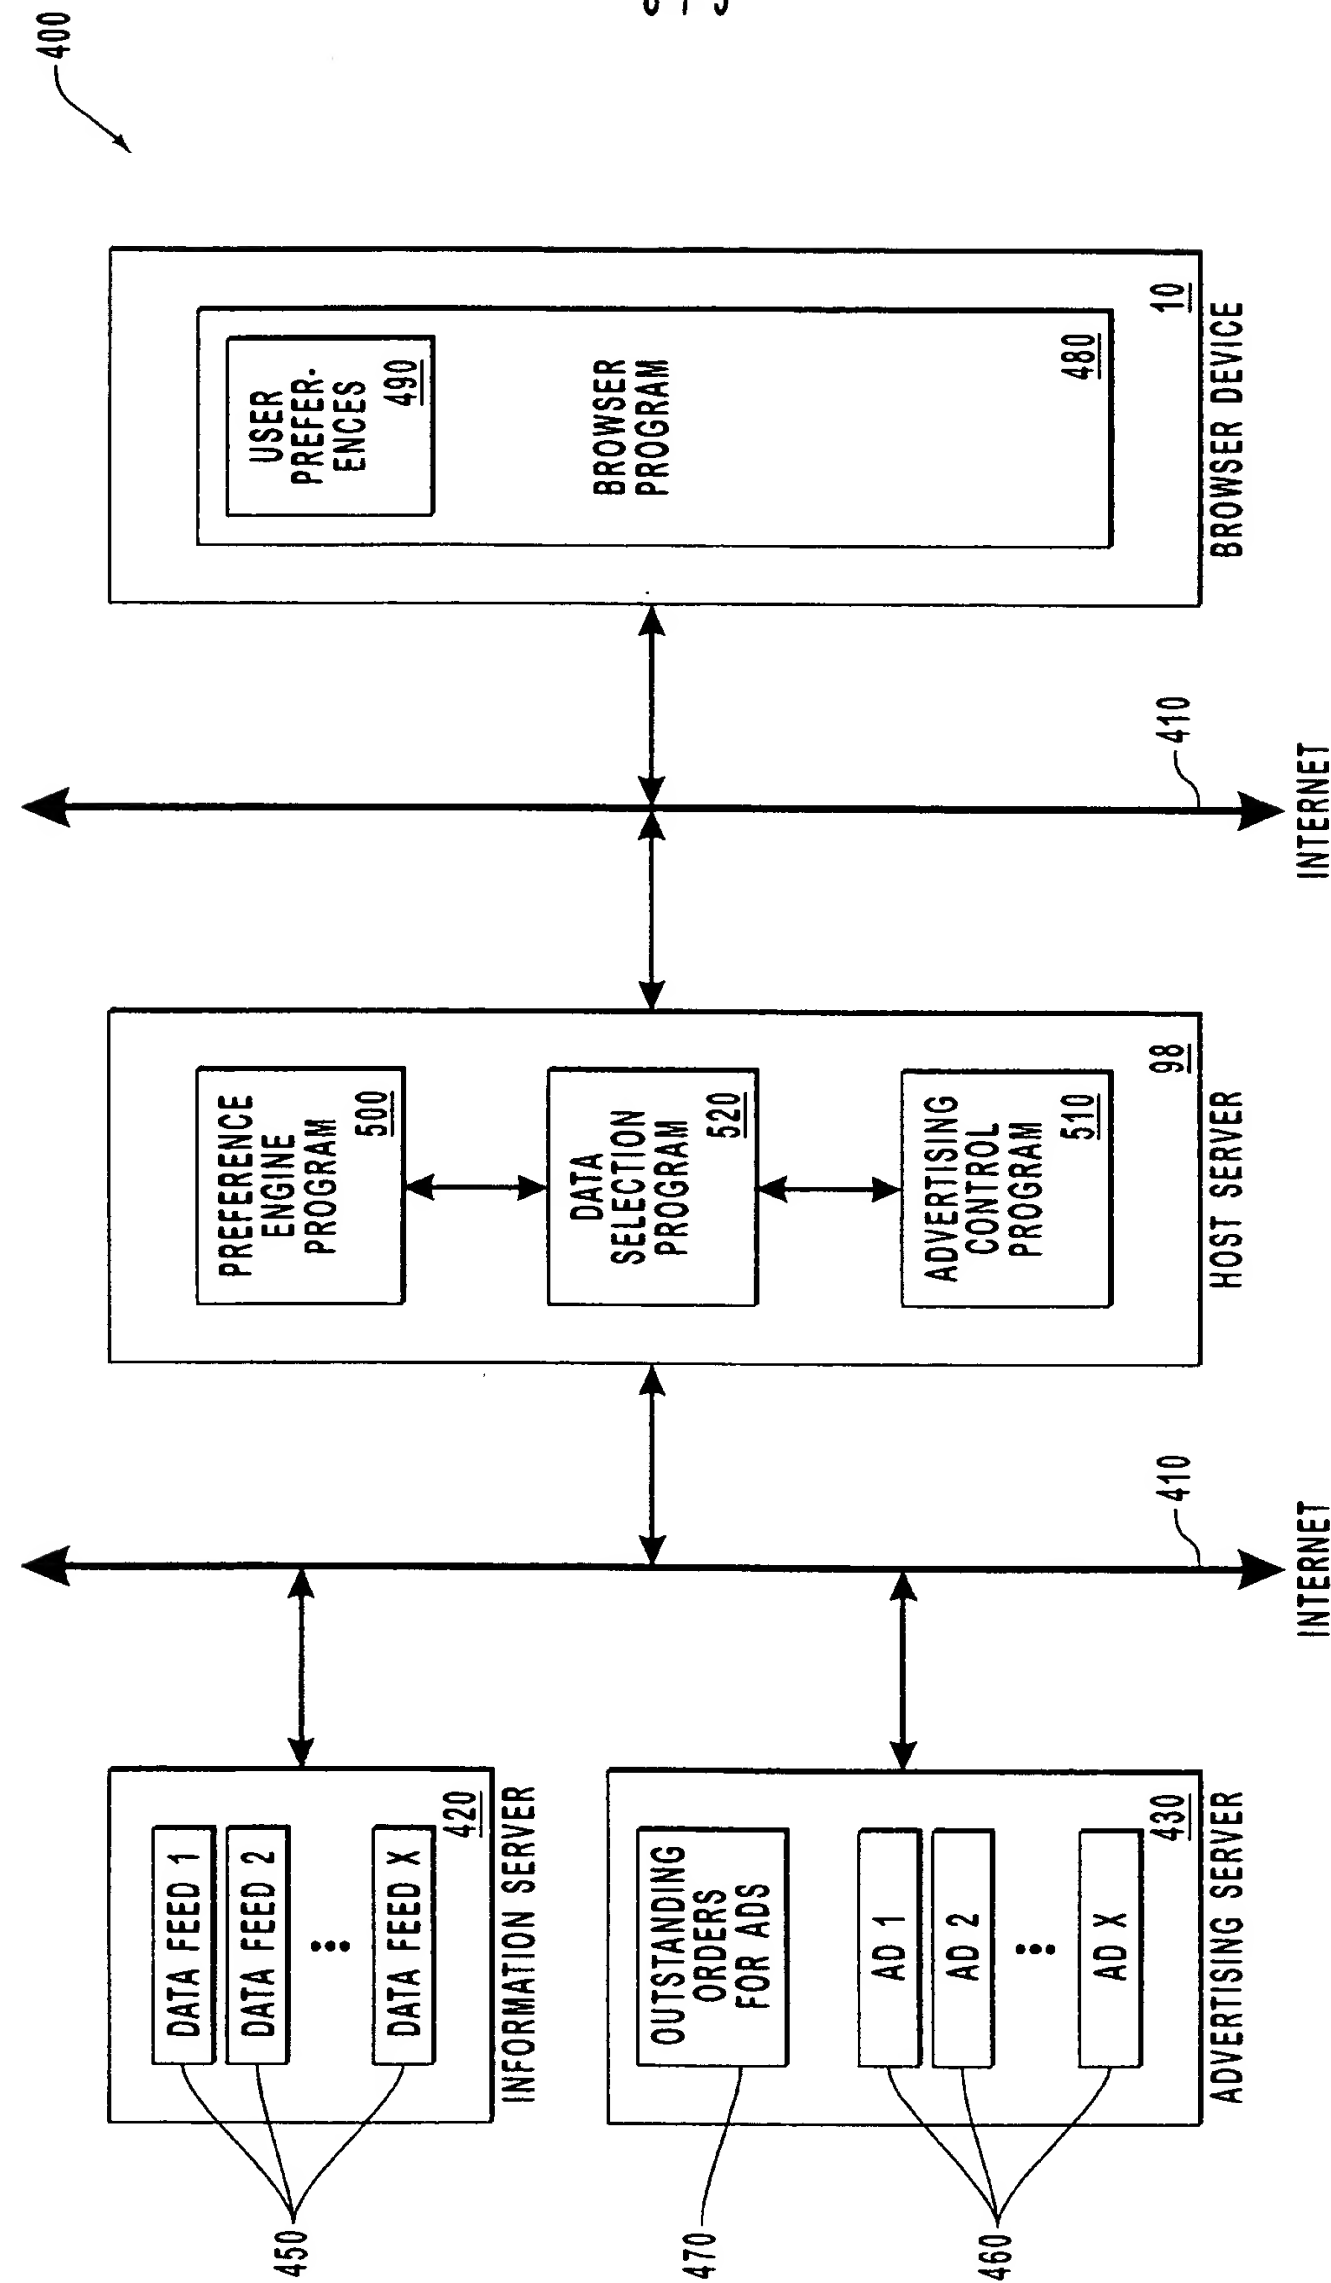 400
450
DATA FEED 1
DATA FEED 2
DATA FEED X
420
INFORMATION SERVER
470
OUTSTANDING
ORDERS
FOR ADS
460
AD 1
AD 2
AD X
430
ADVERTISING SERVER
410
INTERNET
PREFERENCE
ENGINE
PROGRAM
500
DATA
SELECTION
PROGRAM
520
ADVERTISING
CONTROL
PROGRAM
510
98
HOST SERVER
410
INTERNET
USER
PREFER-
ENCES
490
BROWSER
PROGRAM
480
10
BROWSER DEVICE